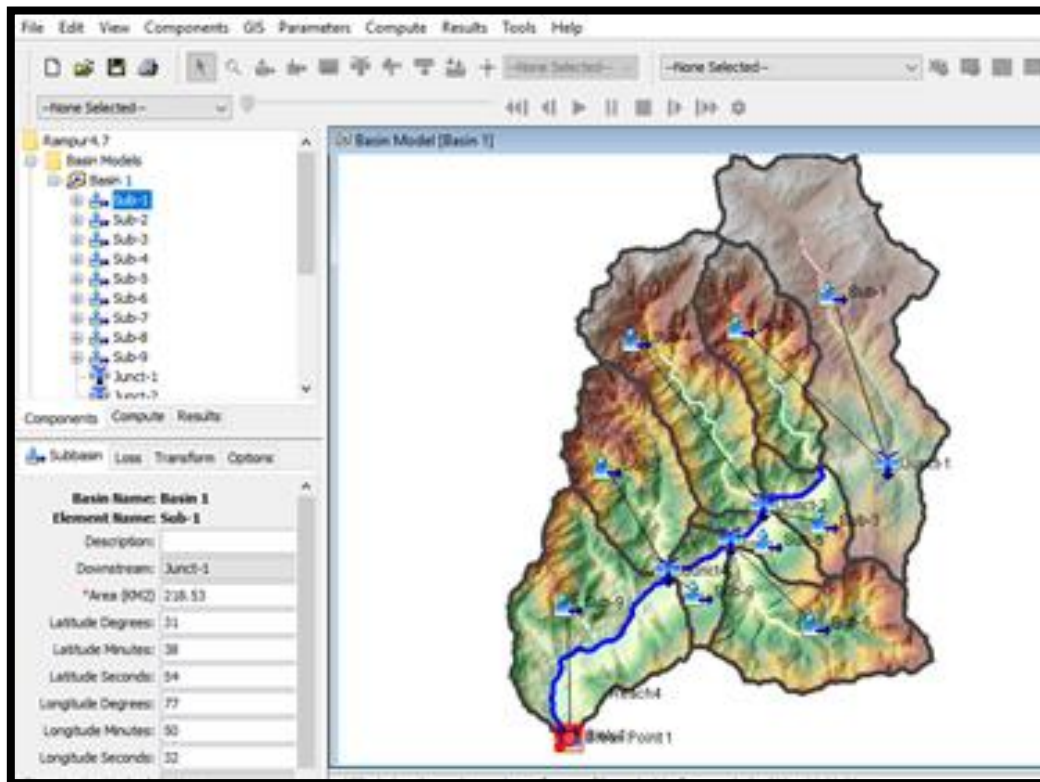 File Edit View Components GIS Parameters Compute Results Tools Help
--None Selected-- --None Selected--
--None Selected--
Rampur4.7
Basin Models
Basin 1
Sub-1
Sub-2
Sub-3
Sub-4
Sub-5
Sub-6
Sub-7
Sub-8
Sub-9
Junct-1
Junct-2
Components Compute Results
Subbasin Loss Transform Options
Basin Name: Basin 1
Element Name: Sub-1
Description:
Downstream: Junct-1
*Area (KM2) 218.53
Latitude Degrees: 31
Latitude Minutes: 38
Latitude Seconds: 54
Longitude Degrees: 77
Longitude Minutes: 50
Longitude Seconds: 32
Basin Model [Basin 1]
Sub-1
Junct-1
Junct-2
Sub-3
Reach4
Point 1